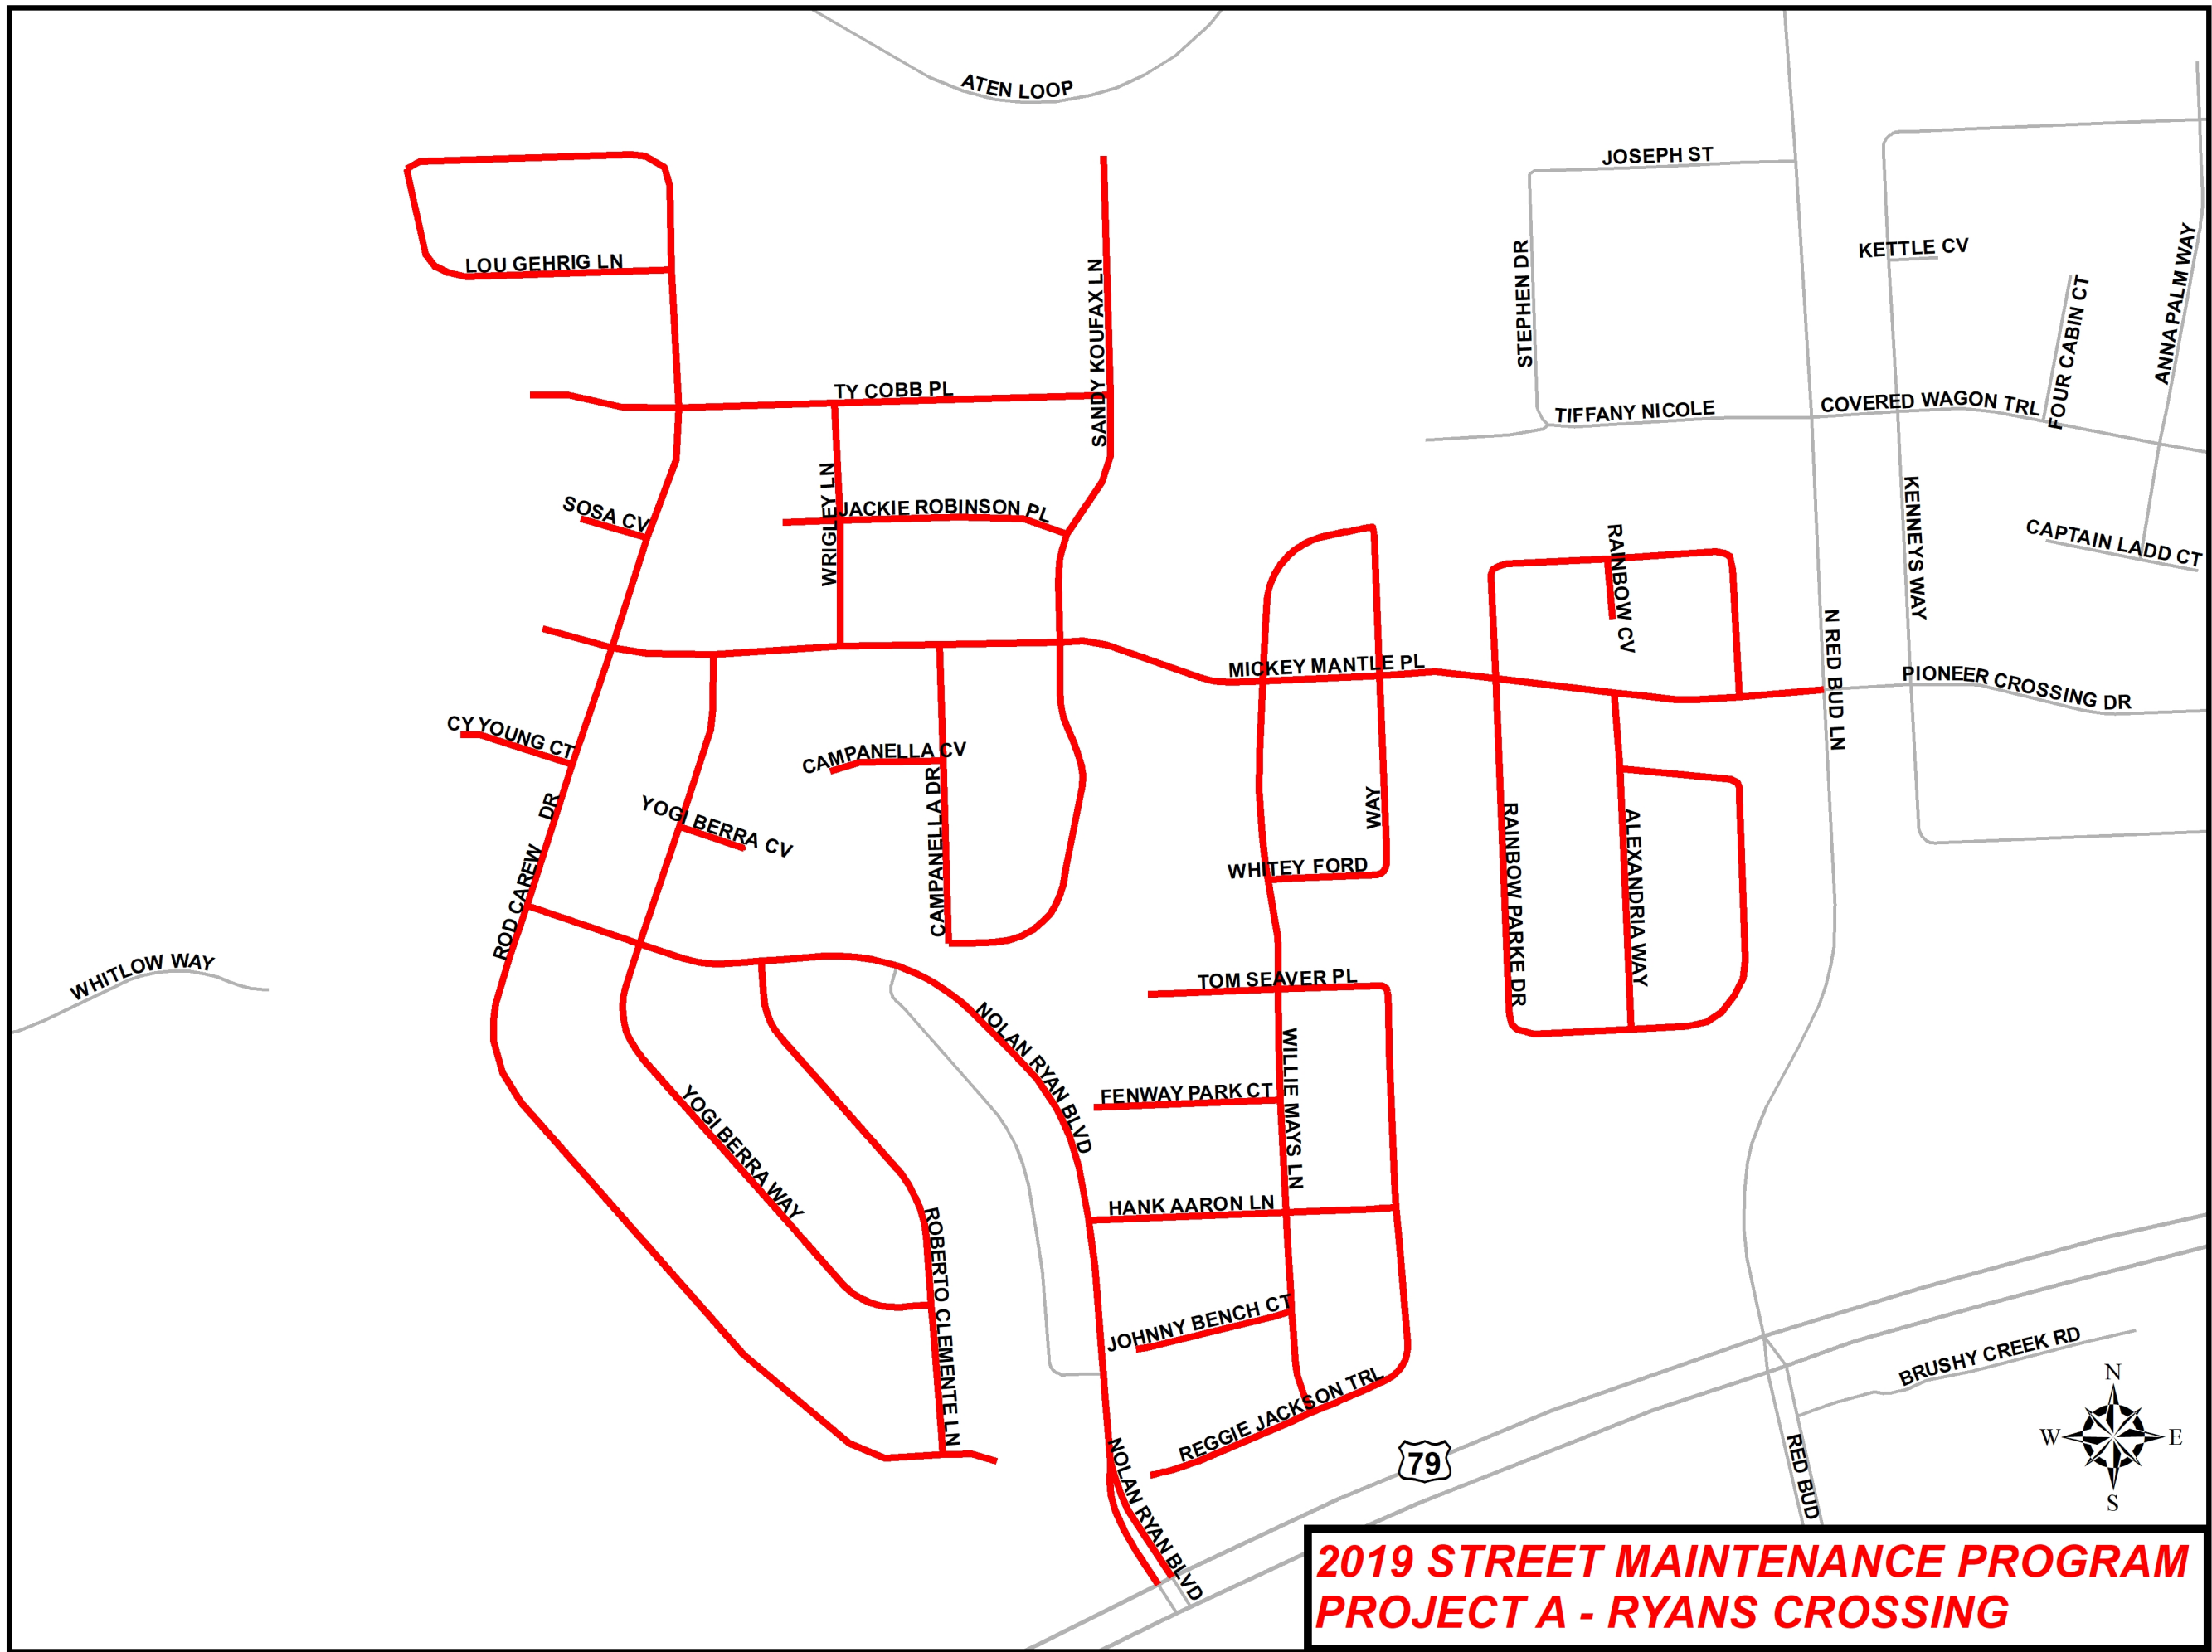 ATEN LOOP
JOSEPH ST
LOU GEHRIG LN
KETTLE CV
STEPHEN DR
SANDY KOUFAX LN
ANNA PALM WAY
FOUR CABIN CT
TY COBB PL
TIFFANY NICOLE
COVERED WAGON TRL
WRIGLEY LN
SOSA CV
JACKIE ROBINSON PL
KENNEYS WAY
CAPTAIN LADD CT
RAINBOW CV
N RED BUD LN
MICKEY MANTLE PL
PIONEER CROSSING DR
CY YOUNG CT
CAMPANELLA CV
CAMPANELLA DR
YOGI BERRA CV
ROD CAREW DR
WHITEY FORD WAY
RAINBOW PARKE DR
ALEXANDRIA WAY
WHITLOW WAY
TOM SEAVER PL
NOLAN RYAN BLVD
WILLIE MAYS LN
FENWAY PARK CT
YOGI BERRA WAY
HANK AARON LN
ROBERTO CLEMENTE LN
JOHNNY BENCH CT
REGGIE JACKSON TRL
BRUSHY CREEK RD
NOLAN RYAN BLVD
79
RED BUD
N
W E
S
2019 STREET MAINTENANCE PROGRAM
PROJECT A - RYANS CROSSING